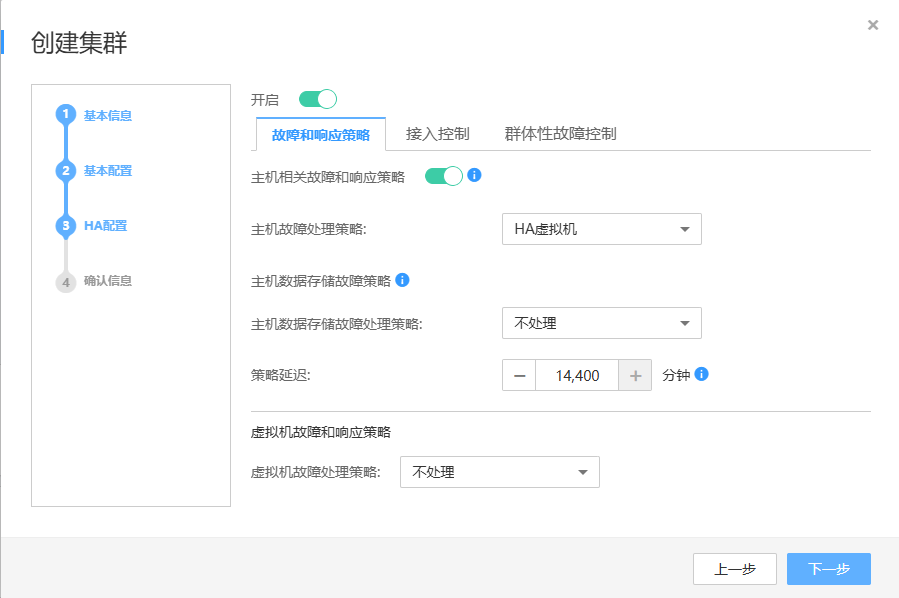 创建集群
1 基本信息
2 基本配置
3 HA配置
4 确认信息
开启
故障和响应策略 接入控制 群体性故障控制
主机相关故障和响应策略
主机故障处理策略: HA虚拟机
主机数据存储故障策略
主机数据存储故障处理策略: 不处理
策略延迟: 14,400 分钟
虚拟机故障和响应策略
虚拟机故障处理策略: 不处理
上一步 下一步